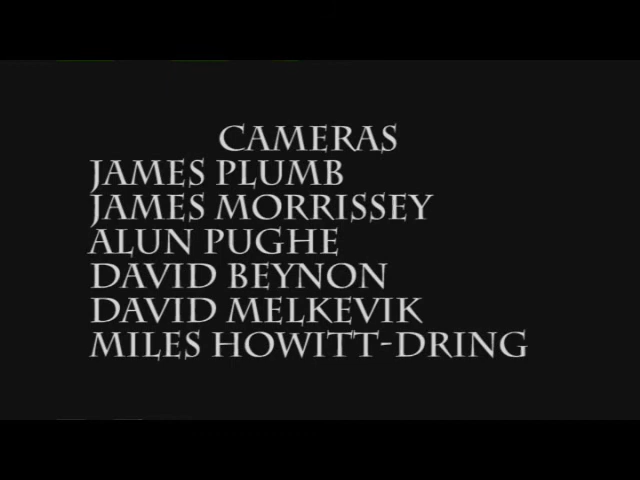 CAMERAS
JAMES PLUMB
JAMES MORRISSEY
ALUN PUGHE
DAVID BEYNON
DAVID MELKEVIK
MILES HOWITT-DRING